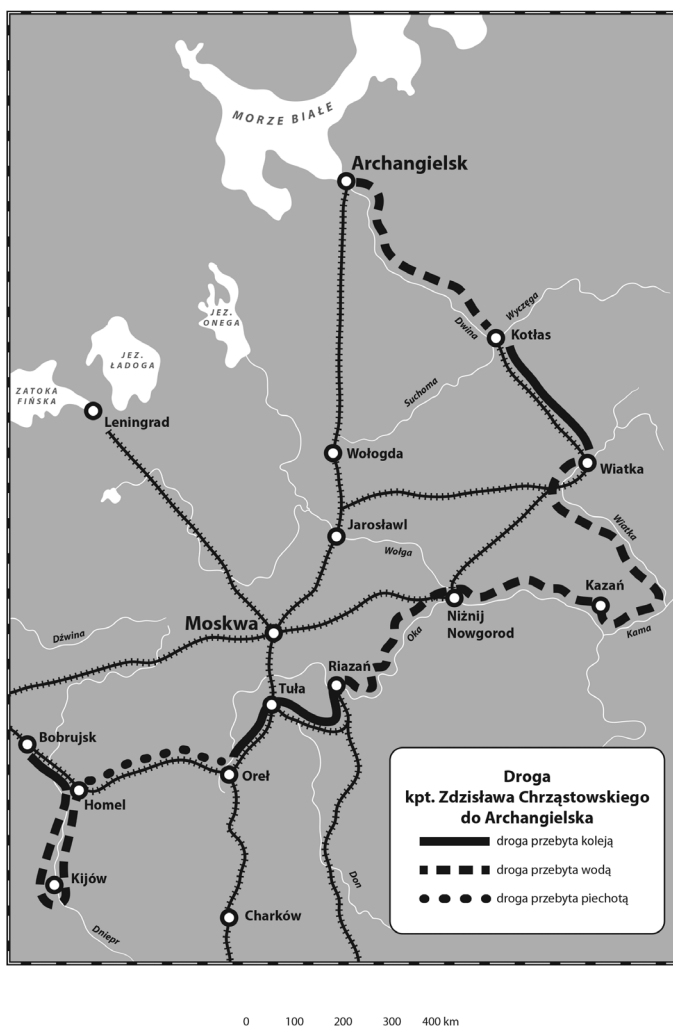 MORZE BIAŁE
Archangielsk
JEZ.
ONEGA
Wyczęga
Dwina
Kotłas
JEZ.
ŁADOGA
ZATOKA
FIŃSKA
Leningrad
Suchoma
Wołogda
Wiatka
Jarosławl
Wiatka
Wołga
Kazań
Moskwa
Niżnij
Nowgorod
Kama
Dźwina
Oka
Riazań
Tuła
Bobrujsk
Oreł
Homel
Kijów
Don
Charków
Dniepr
Droga
kpt. Zdzisława Chrząstowskiego
do Archangielska
droga przebyta koleją
droga przebyta wodą
droga przebyta piechotą
0 100 200 300 400 km